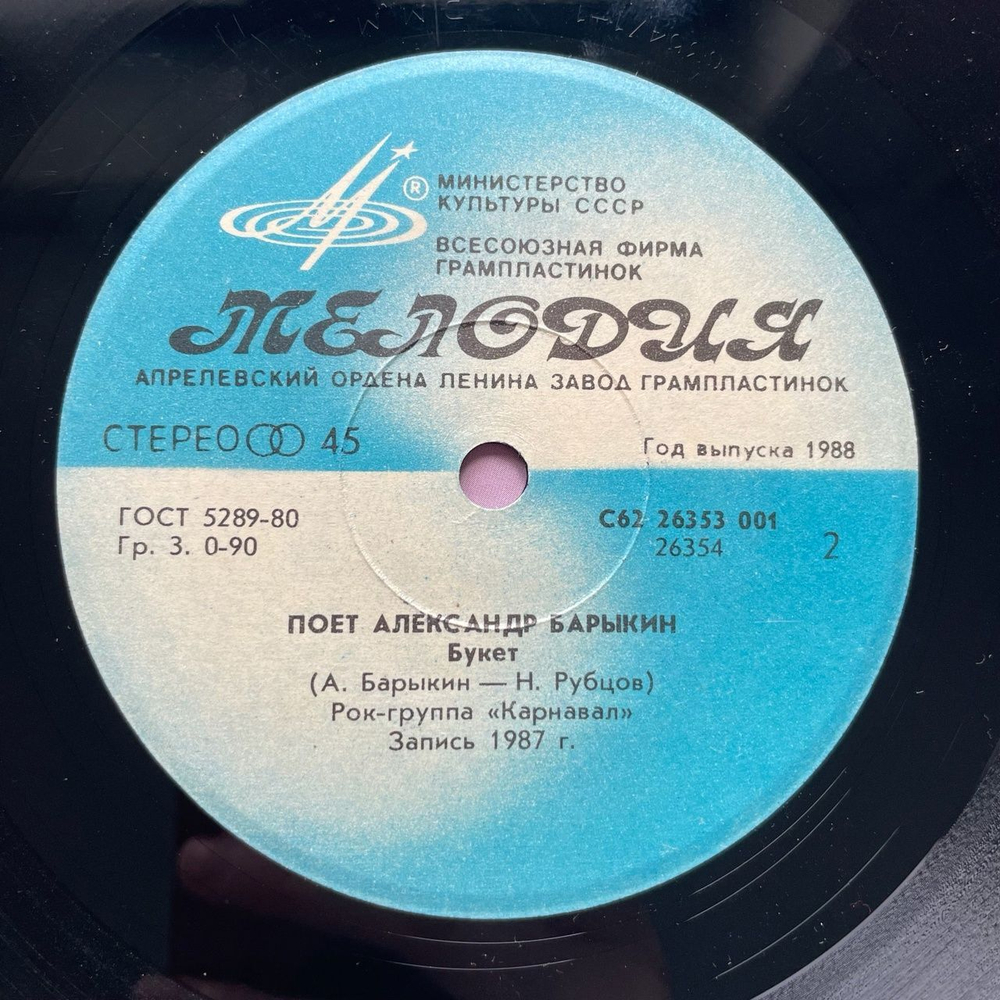 ® МИНИСТЕРСТВО
КУЛЬТУРЫ СССР
ВСЕСОЮЗНАЯ ФИРМА
ГРАМПЛАСТИНОК
МЕЛОДИЯ
АПРЕЛЕВСКИЙ ОРДЕНА ЛЕНИНА ЗАВОД ГРАМПЛАСТИНОК
СТЕРЕО 45
Год выпуска 1988
ГОСТ 5289-80
Гр. 3. 0-90
С62 26353 001
26354 2
ПОЕТ АЛЕКСАНДР БАРЫКИН
Букет
(А. Барыкин — Н. Рубцов)
Рок-группа «Карнавал»
Запись 1987 г.